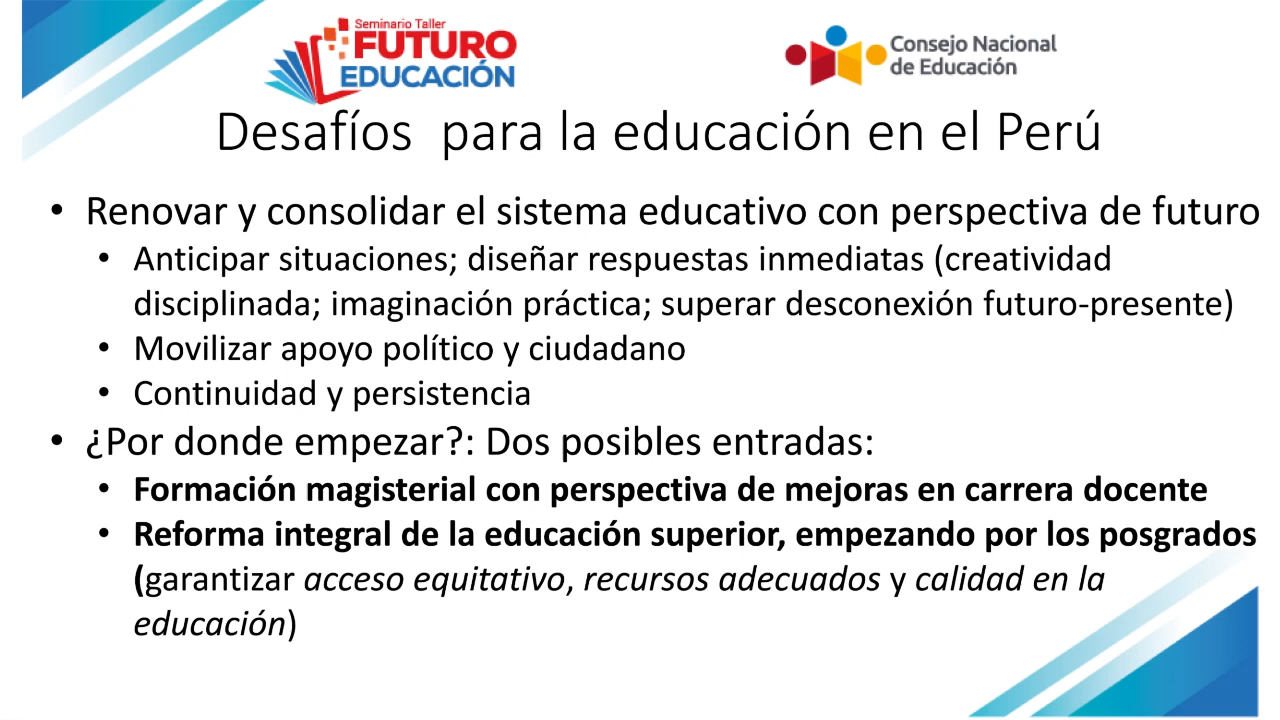 Seminario Taller
FUTURO
EDUCACIÓN
Consejo Nacional
de Educación
Desafíos  para la educación en el Perú
• Renovar y consolidar el sistema educativo con perspectiva de futuro
• Anticipar situaciones; diseñar respuestas inmediatas (creatividad
disciplinada; imaginación práctica; superar desconexión futuro-presente)
• Movilizar apoyo político y ciudadano
• Continuidad y persistencia
• ¿Por donde empezar?: Dos posibles entradas:
• Formación magisterial con perspectiva de mejoras en carrera docente
• Reforma integral de la educación superior, empezando por los posgrados
(garantizar acceso equitativo, recursos adecuados y calidad en la
educación)